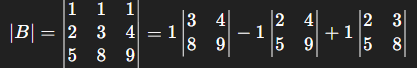 |B| = |1 1 1; 2 3 4; 5 8 9| = 1 |3 4; 8 9| − 1 |2 4; 5 9| + 1 |2 3; 5 8|